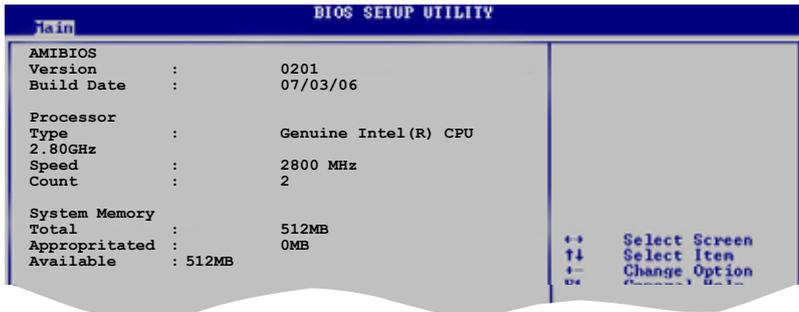 BIOS SETUP UTILITY
Main
AMIBIOS
Version : 0201
Build Date : 07/03/06
Processor
Type : Genuine Intel(R) CPU
2.80GHz
Speed : 2800 MHz
Count : 2
System Memory
Total : 512MB
Appropritated : 0MB
Available : 512MB
↔ Select Screen
↑↓ Select Item
+- Change Option